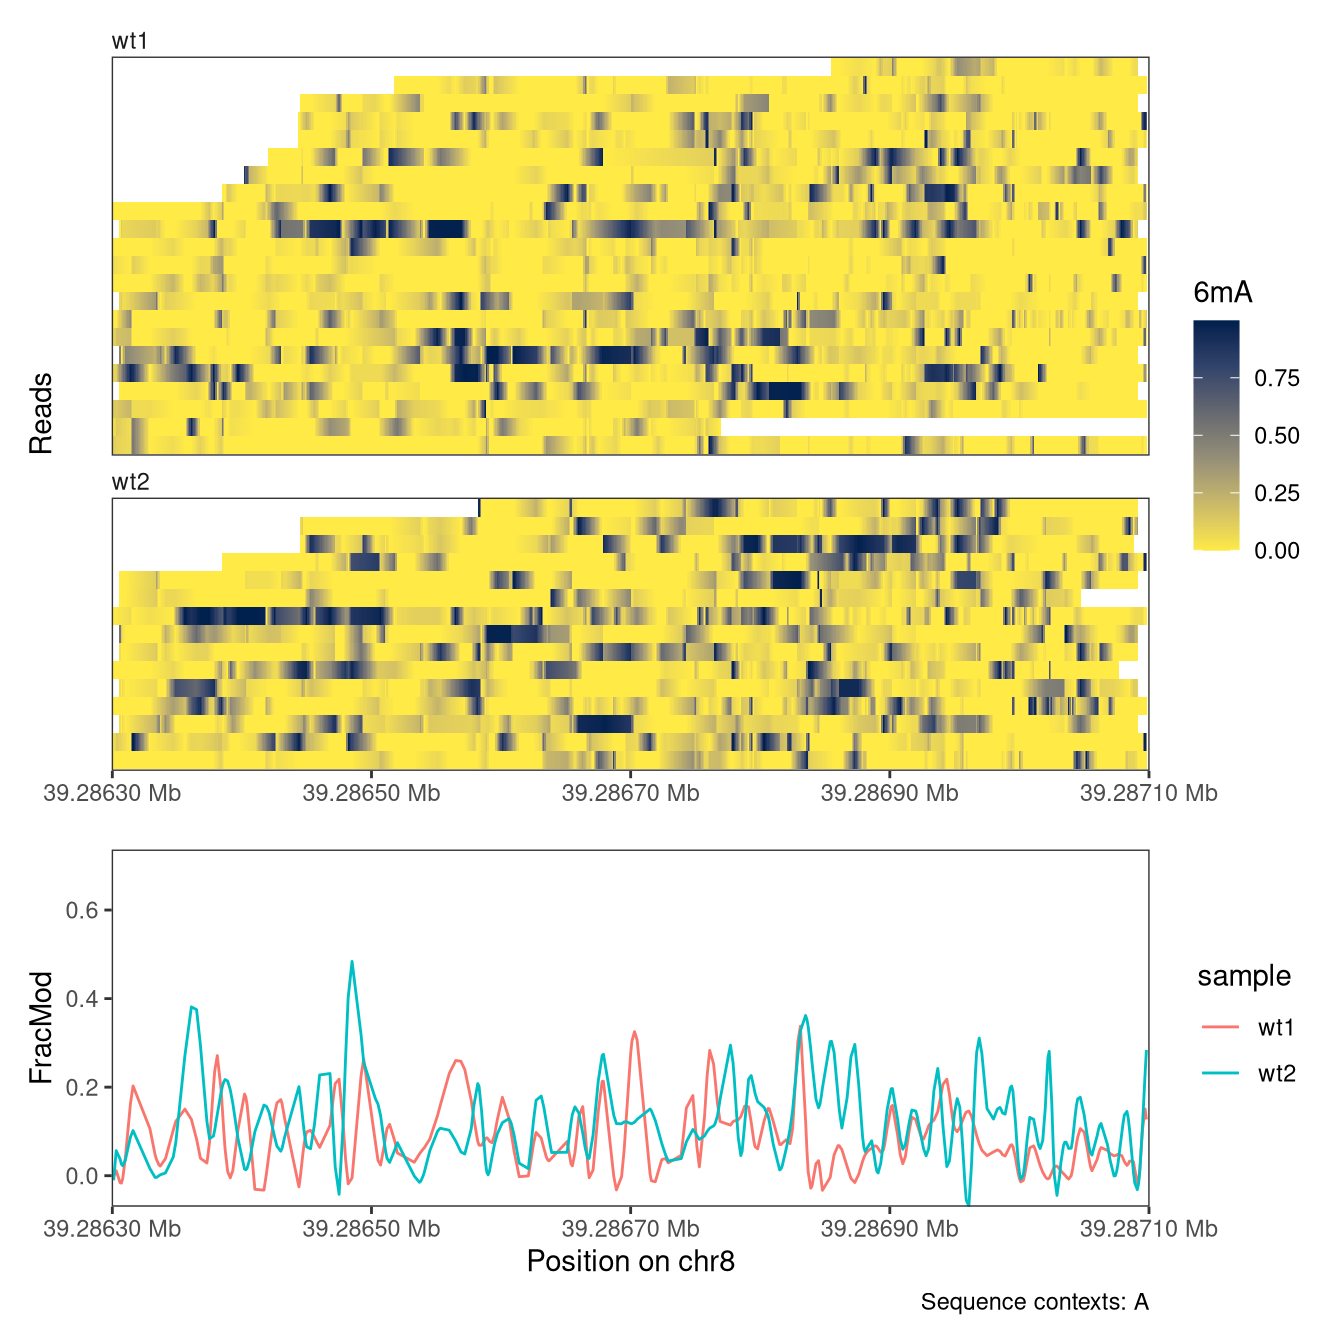 wt1
Reads
6mA
0.75
0.50
0.25
0.00
wt2
39.28630 Mb
39.28650 Mb
39.28670 Mb
39.28690 Mb
39.28710 Mb
0.6
0.4
0.2
0.0
FracMod
sample
wt1
wt2
39.28630 Mb
39.28650 Mb
39.28670 Mb
39.28690 Mb
39.28710 Mb
Position on chr8
Sequence contexts: A